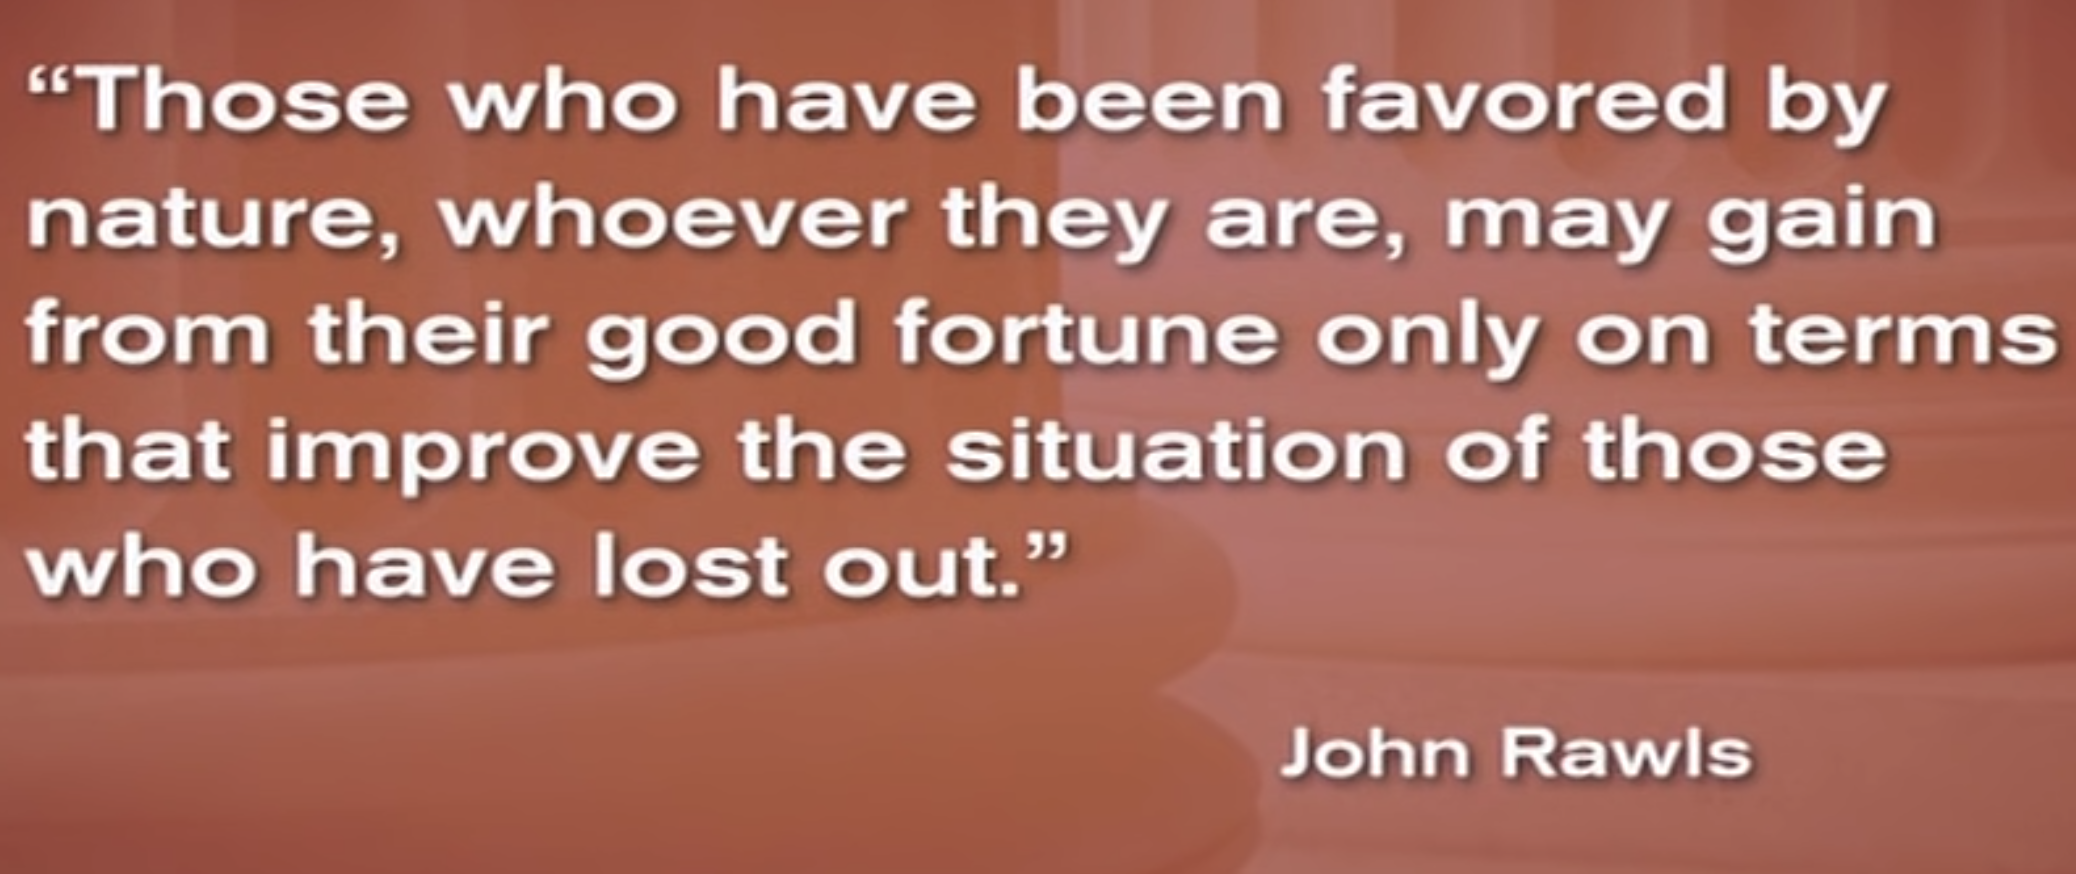 “Those who have been favored by
nature, whoever they are, may gain
from their good fortune only on terms
that improve the situation of those
who have lost out.”
John Rawls